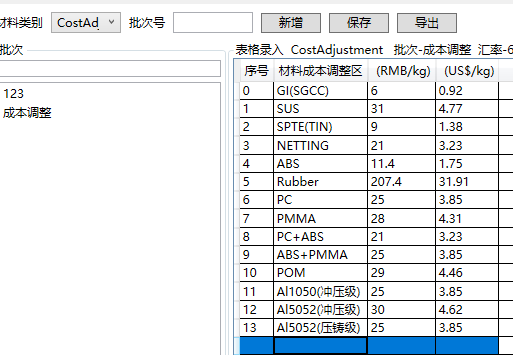 材料类别 CostAdj 批次号 新增 保存 导出
批次
123
成本调整
表格录入 CostAdjustment 批次-成本调整 汇率-6
序号 材料成本调整区 (RMB/kg) (US$/kg)
0 GI(SGCC) 6 0.92
1 SUS 31 4.77
2 SPTE(TIN) 9 1.38
3 NETTING 21 3.23
4 ABS 11.4 1.75
5 Rubber 207.4 31.91
6 PC 25 3.85
7 PMMA 28 4.31
8 PC+ABS 21 3.23
9 ABS+PMMA 25 3.85
10 POM 29 4.46
11 Al1050(冲压级) 25 3.85
12 Al5052(冲压级) 30 4.62
13 Al5052(压铸级) 25 3.85